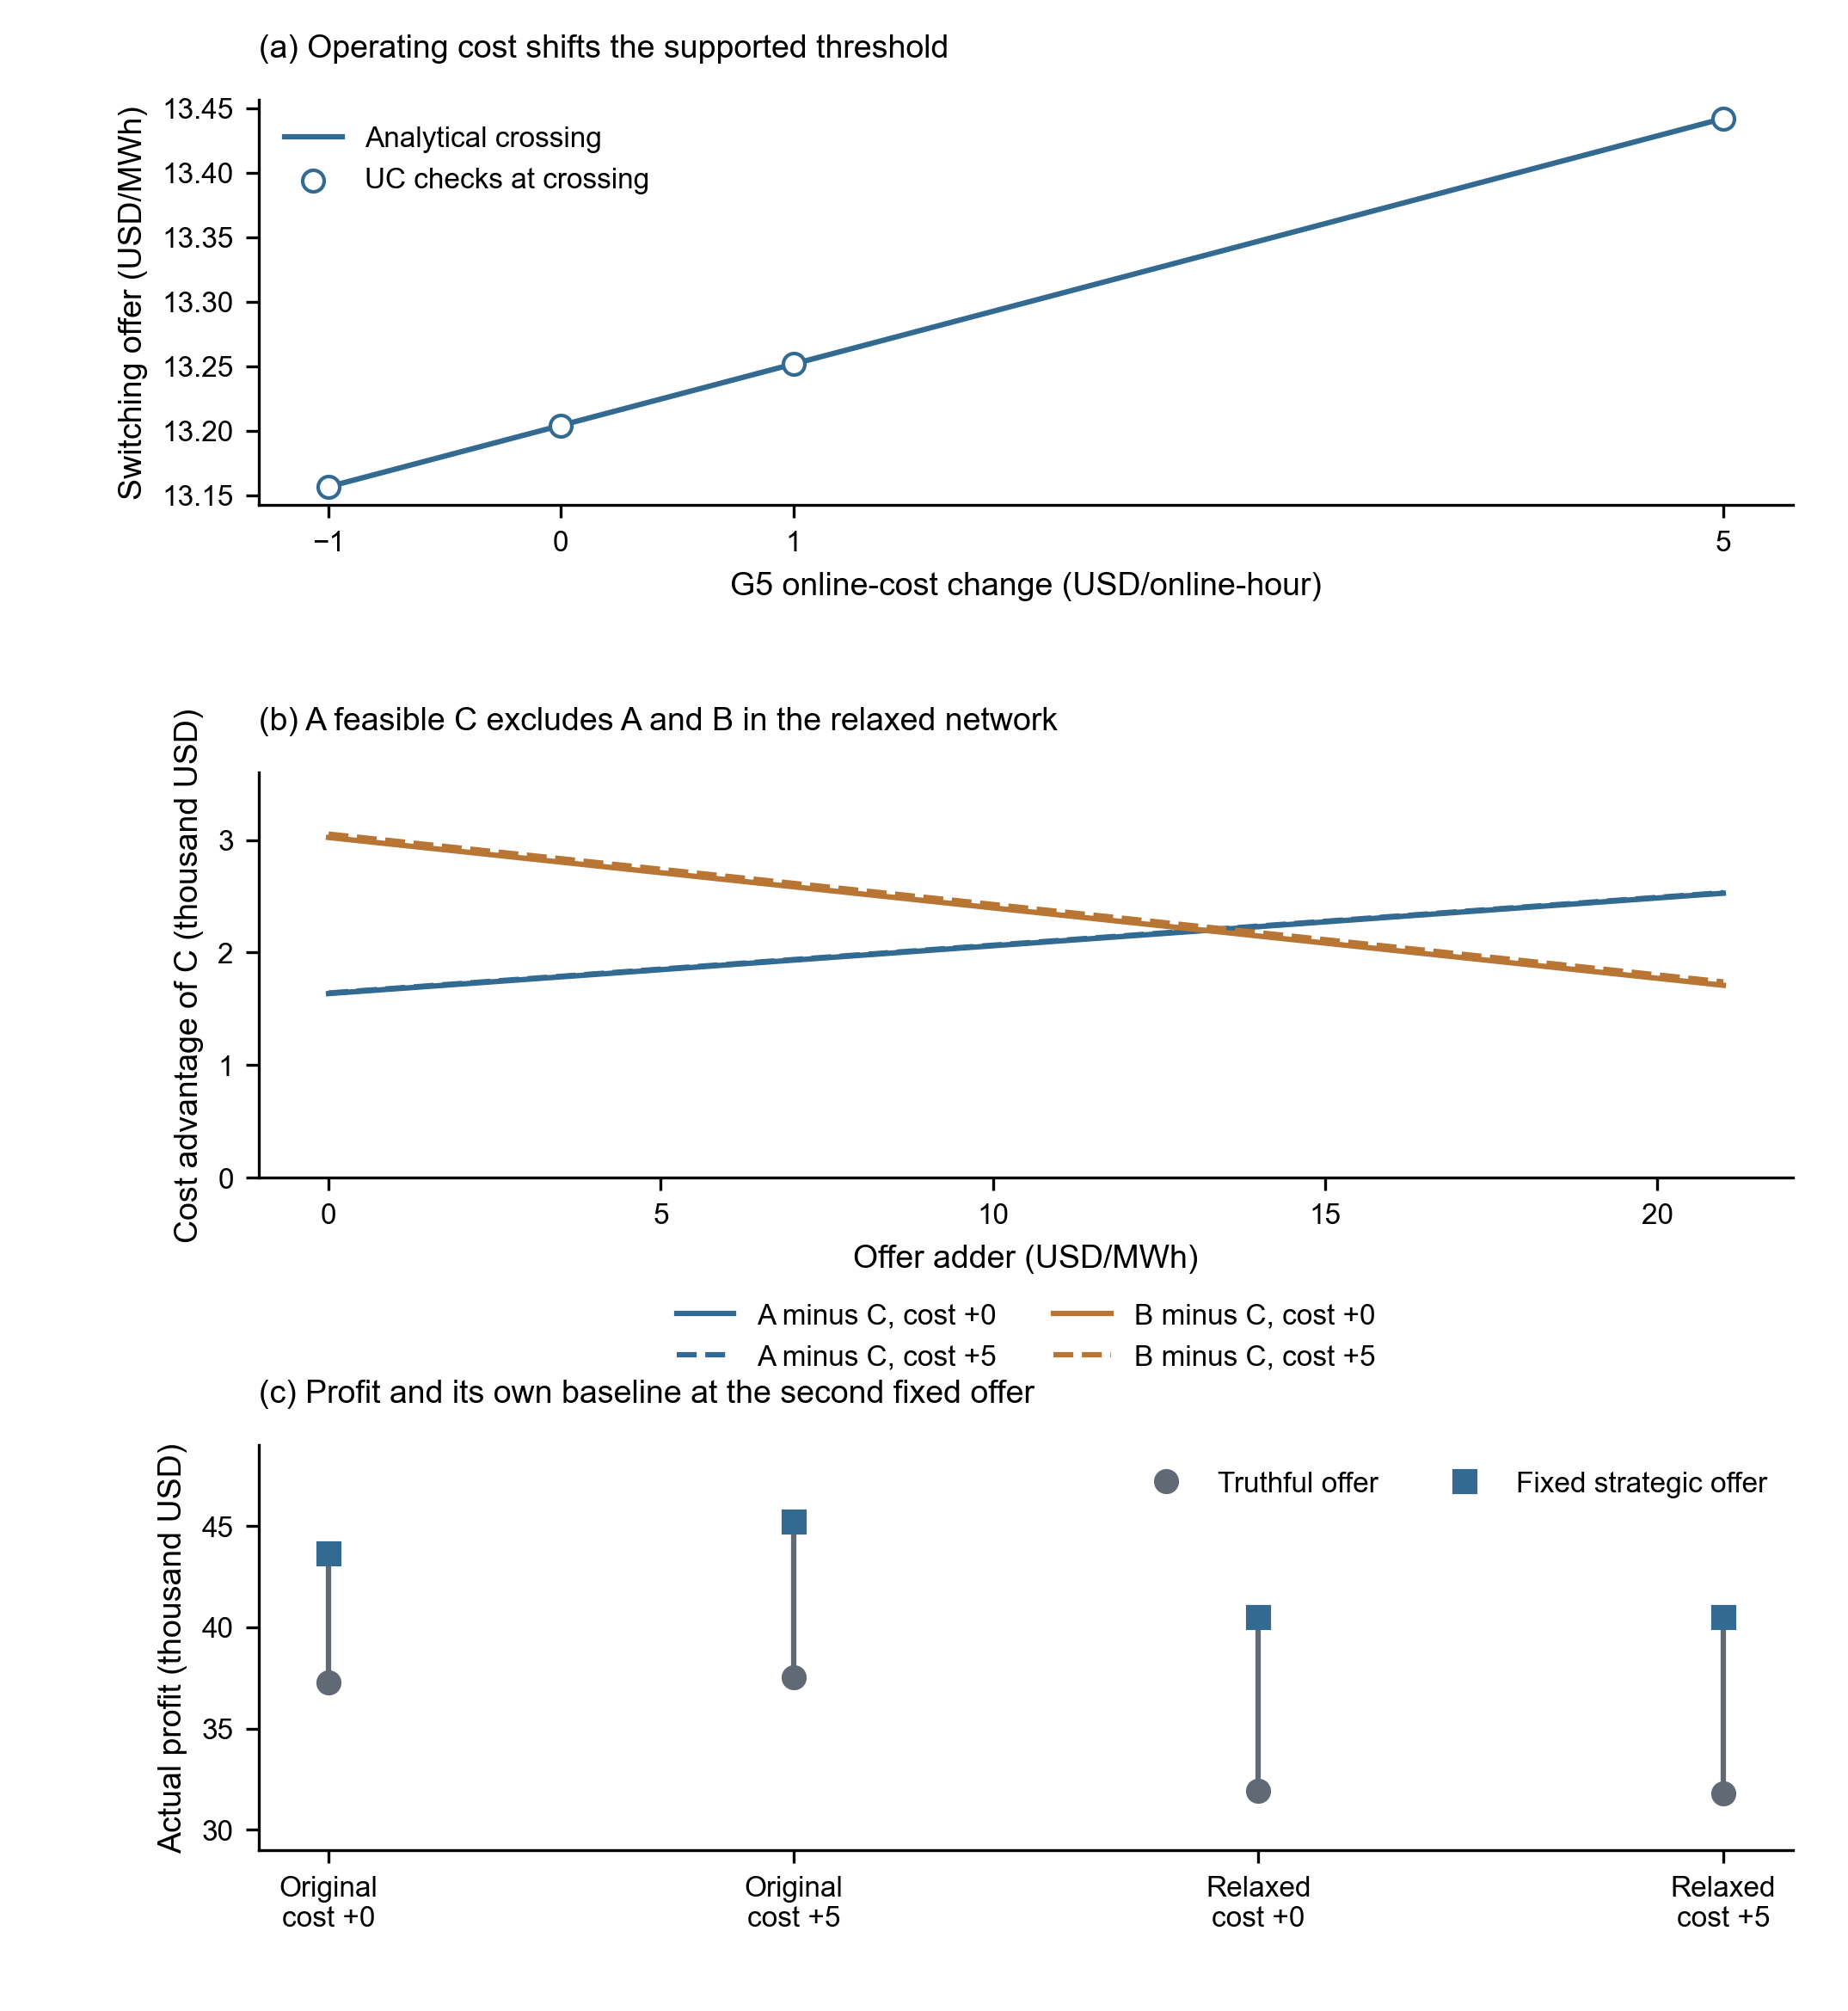 (a) Operating cost shifts the supported threshold
Switching offer (USD/MWh)
13.45
13.40
13.35
13.30
13.25
13.20
13.15
Analytical crossing
UC checks at crossing
−1
0
1
5
G5 online-cost change (USD/online-hour)
(b) A feasible C excludes A and B in the relaxed network
Cost advantage of C (thousand USD)
3
2
1
0
0
5
10
15
20
Offer adder (USD/MWh)
A minus C, cost +0
B minus C, cost +0
A minus C, cost +5
B minus C, cost +5
(c) Profit and its own baseline at the second fixed offer
Actual profit (thousand USD)
45
40
35
30
Truthful offer
Fixed strategic offer
Original
cost +0
Original
cost +5
Relaxed
cost +0
Relaxed
cost +5